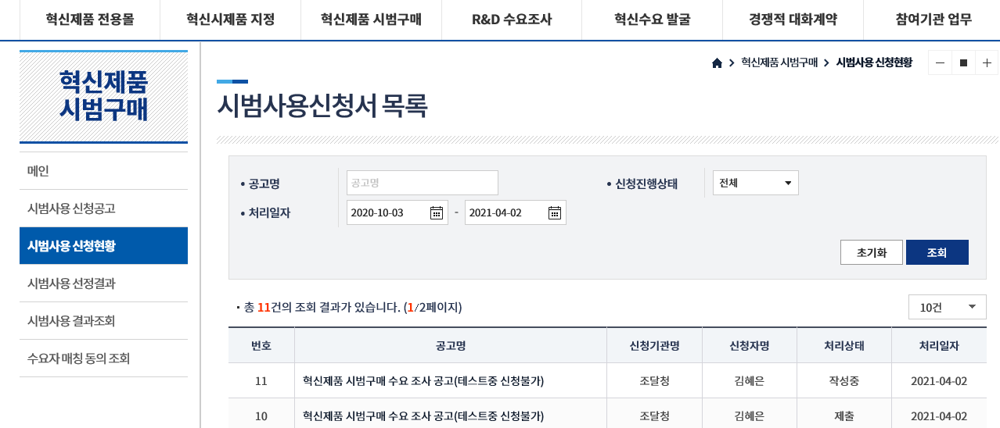 혁신제품 전용몰 혁신시제품 지정 혁신제품 시범구매 R&D 수요조사 혁신수요 발굴 경쟁적 대화계약 참여기관 업무
혁신제품 시범구매 시범사용 신청현황
혁신제품
시범구매
메인
시범사용 신청공고
시범사용 신청현황
시범사용 선정결과
시범사용 결과조회
수요자 매칭 동의 조회
시범사용신청서 목록
• 공고명 공고명 • 신청진행상태 전체
• 처리일자 2020-10-03 - 2021-04-02
초기화 조회
총 11건의 조회 결과가 있습니다. (1/2페이지) 10건
번호 공고명 신청기관명 신청자명 처리상태 처리일자
11 혁신제품 시범구매 수요 조사 공고(테스트중 신청불가) 조달청 김혜은 작성중 2021-04-02
10 혁신제품 시범구매 수요 조사 공고(테스트중 신청불가) 조달청 김혜은 제출 2021-04-02